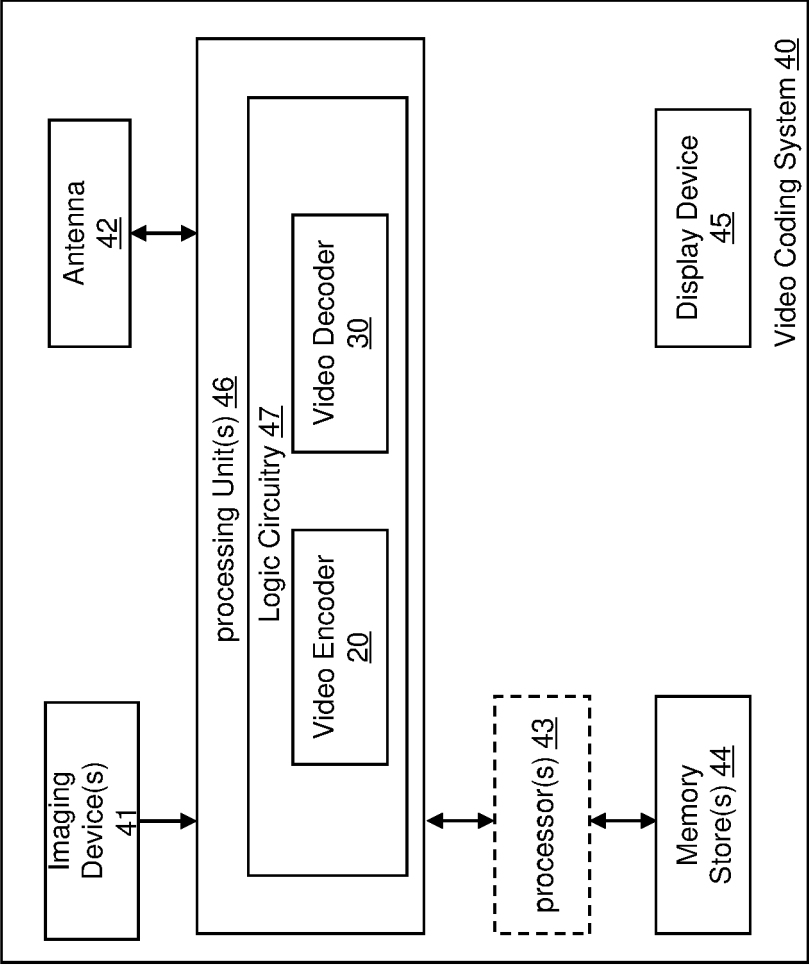 Imaging
Device(s)
41
Antenna
42
processing Unit(s) 46
Logic Circuitry 47
Video Encoder
20
Video Decoder
30
processor(s) 43
Memory
Store(s) 44
Display Device
45
Video Coding System 40